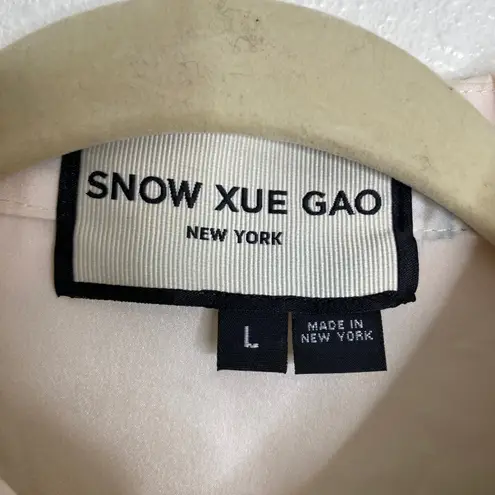 SNOW XUE GAO
NEW YORK
L
MADE IN
NEW YORK